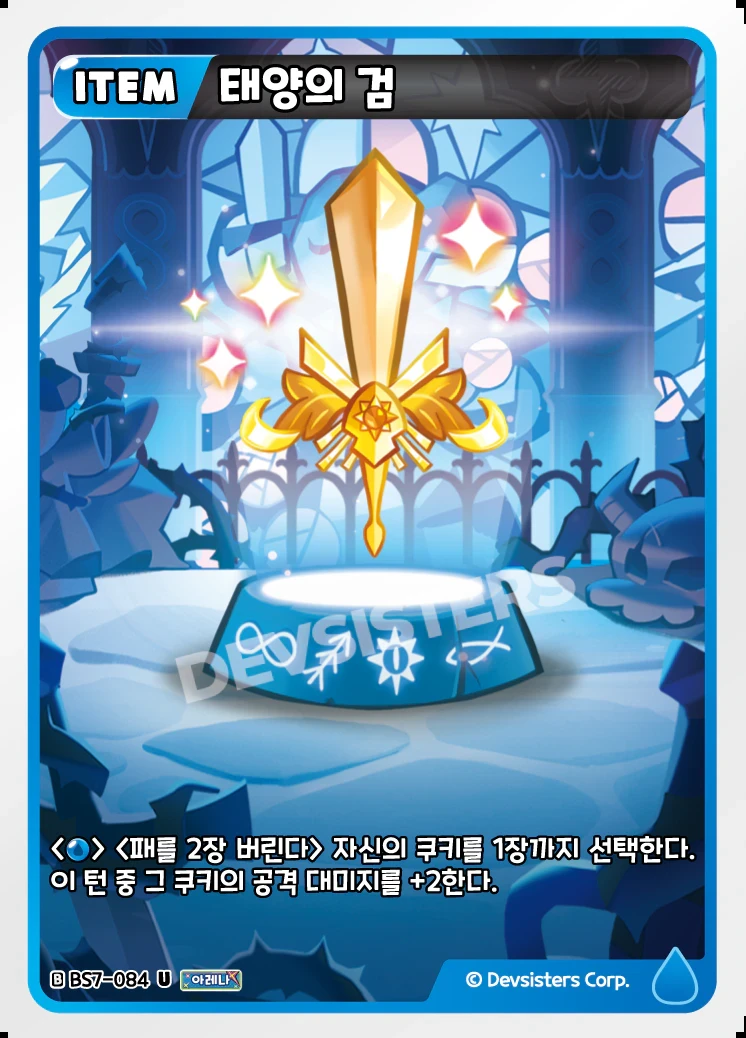 ITEM 태양의 검
DEVSISTERS
<💧> <패를 2장 버린다> 자신의 쿠키를 1장까지 선택한다.
이 턴 중 그 쿠키의 공격 대미지를 +2한다.
B BS7-084 U 아레나
© Devsisters Corp.